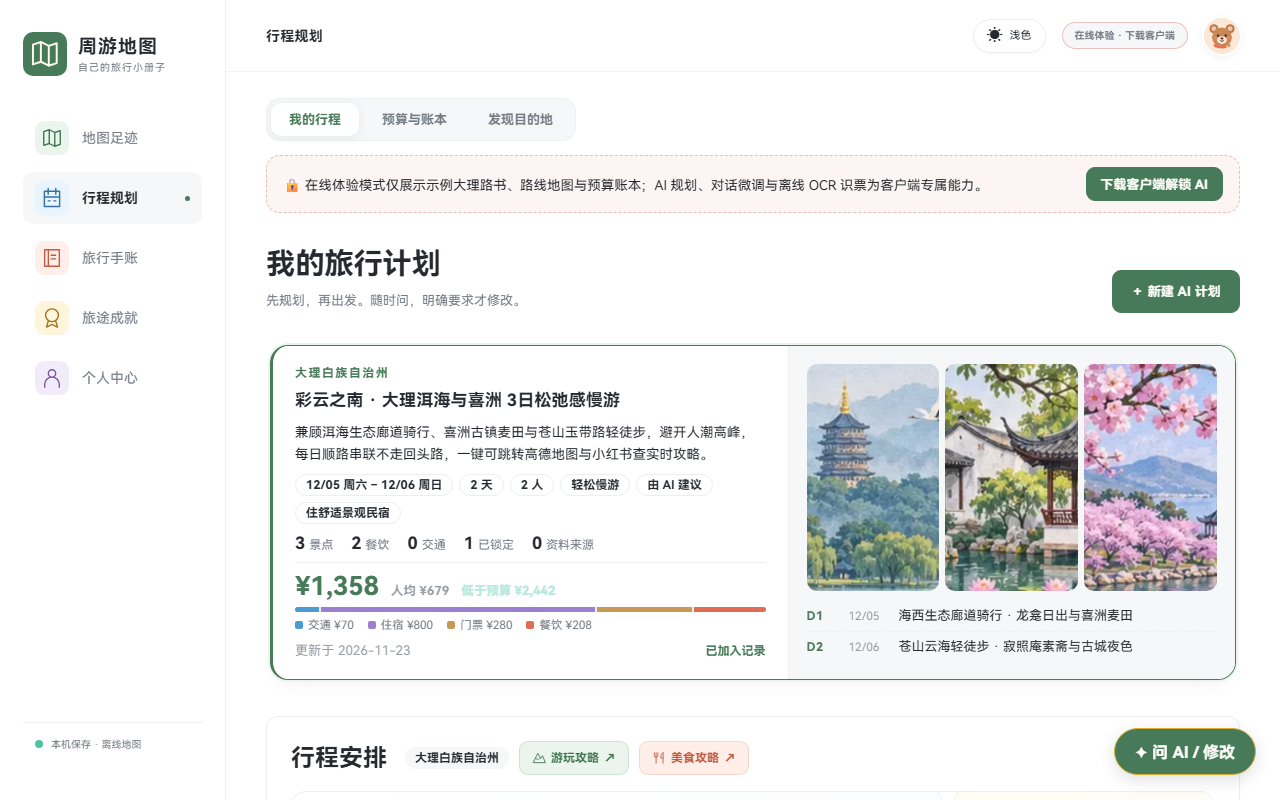 周游地图
自己的旅行小册子
地图足迹
行程规划
旅行手账
旅途成就
个人中心
本机保存 · 离线地图
行程规划
浅色
在线体验 · 下载客户端
我的行程
预算与账本
发现目的地
🔒 在线体验模式仅展示示例大理路书、路线地图与预算账本；AI 规划、对话微调与离线 OCR 识票为客户端专属能力。
下载客户端解锁 AI
我的旅行计划
先规划，再出发。随时问，明确要求才修改。
+ 新建 AI 计划
大理白族自治州
彩云之南 · 大理洱海与喜洲 3日松弛感慢游
兼顾洱海生态廊道骑行、喜洲古镇麦田与苍山玉带路轻徒步，避开人潮高峰，
每日顺路串联不走回头路，一键可跳转高德地图与小红书查实时攻略。
12/05 周六 – 12/06 周日
2 天
2 人
轻松慢游
由 AI 建议
住舒适景观民宿
3 景点
2 餐饮
0 交通
1 已锁定
0 资料来源
¥1,358 人均 ¥679 低于预算 ¥2,442
交通 ¥70
住宿 ¥800
门票 ¥280
餐饮 ¥208
更新于 2026-11-23
已加入记录
D1 12/05 海西生态廊道骑行 · 龙龛日出与喜洲麦田
D2 12/06 苍山云海轻徒步 · 寂照庵素斋与古城夜色
行程安排
大理白族自治州
游玩攻略 ↗
美食攻略 ↗
✦ 问 AI / 修改